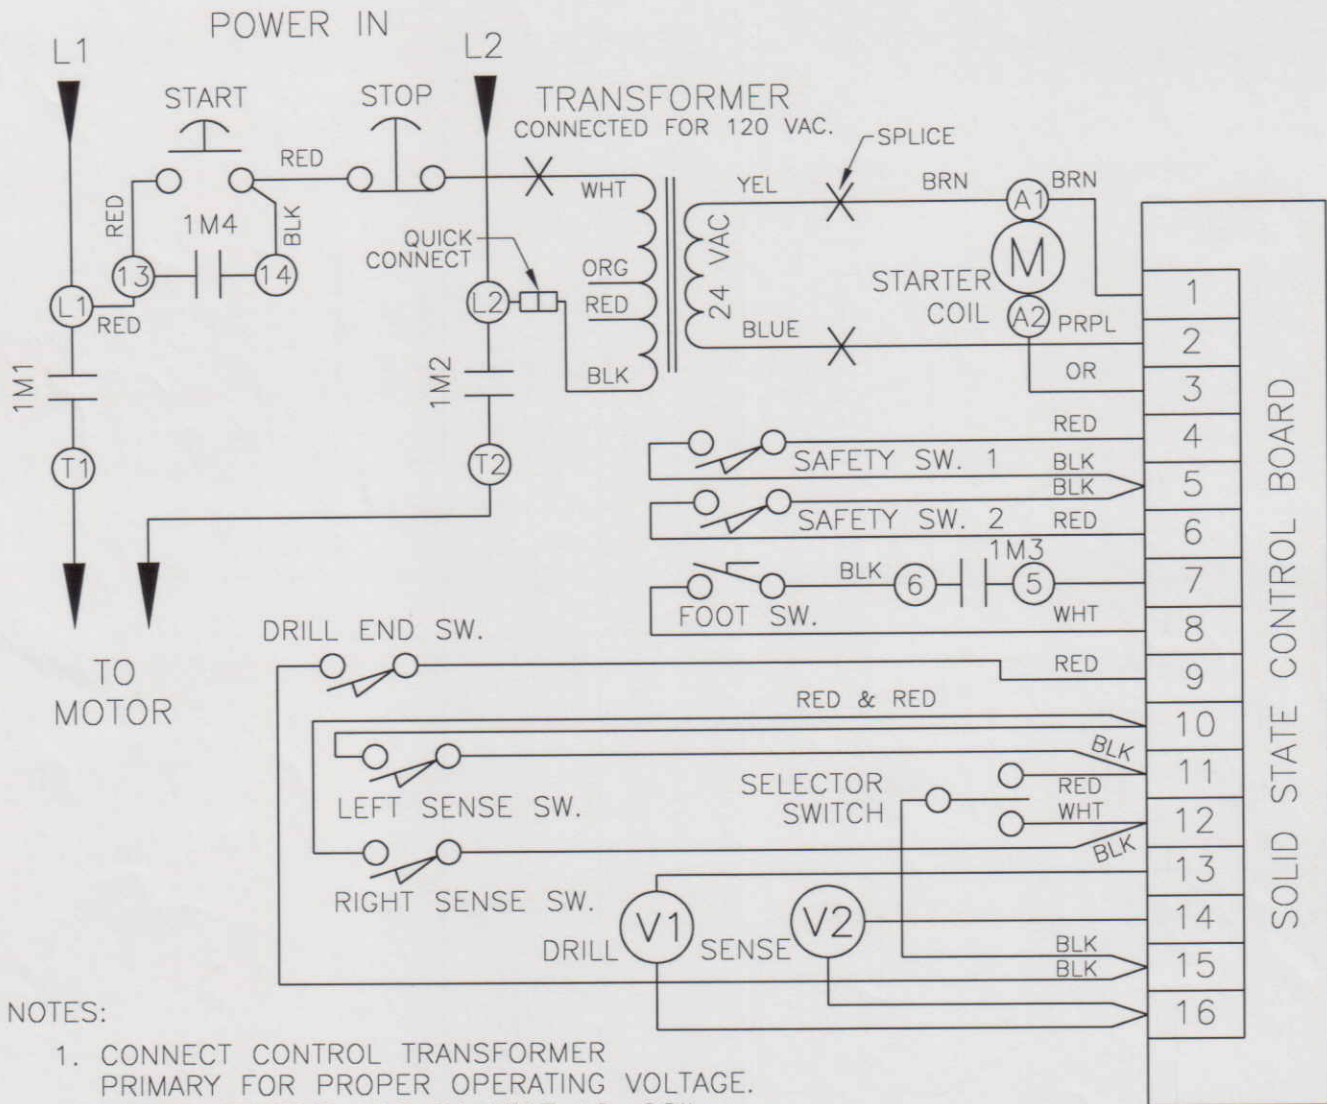 POWER IN
L1
L2
START
STOP
TRANSFORMER
CONNECTED FOR 120 VAC.
SPLICE
RED
WHT
YEL
BRN
BRN
A1
RED
1M4
BLK
QUICK
CONNECT
24 VAC
M
13
14
ORG
STARTER
COIL
1
L1
RED
L2
RED
A2
PRPL
BLUE
2
1M1
1M2
BLK
OR
3
T1
T2
RED
4
SAFETY SW. 1
BLK
BLK
5
SAFETY SW. 2
RED
6
1M3
BLK
6
5
7
FOOT SW.
WHT
8
DRILL END SW.
RED
9
TO
MOTOR
RED & RED
10
BLK
11
LEFT SENSE SW.
SELECTOR
SWITCH
RED
WHT
12
BLK
RIGHT SENSE SW.
13
DRILL
V1
SENSE
V2
14
BLK
BLK
15
16
SOLID STATE CONTROL BOARD
NOTES:
1. CONNECT CONTROL TRANSFORMER
PRIMARY FOR PROPER OPERATING VOLTAGE.